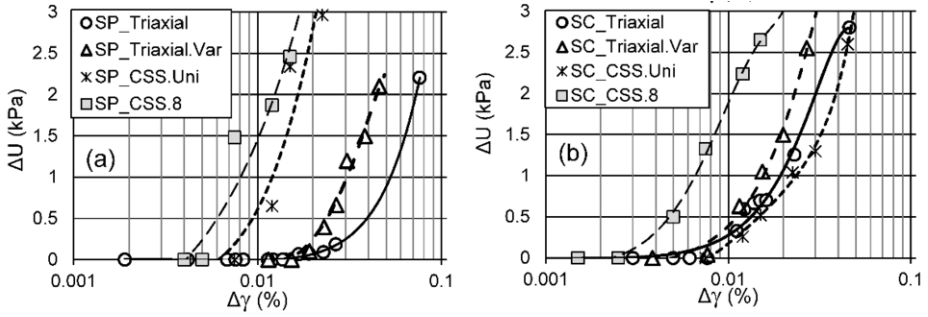 3
2.5
2
1.5
1
0.5
0
ΔU (kPa)
SP_Triaxial
SP_Triaxial.Var
SP_CSS.Uni
SP_CSS.8
(a)
0.001
0.01
0.1
Δγ (%)
3
2.5
2
1.5
1
0.5
0
ΔU (kPa)
SC_Triaxial
SC_Triaxial.Var
SC_CSS.Uni
SC_CSS.8
(b)
0.001
0.01
0.1
Δγ (%)